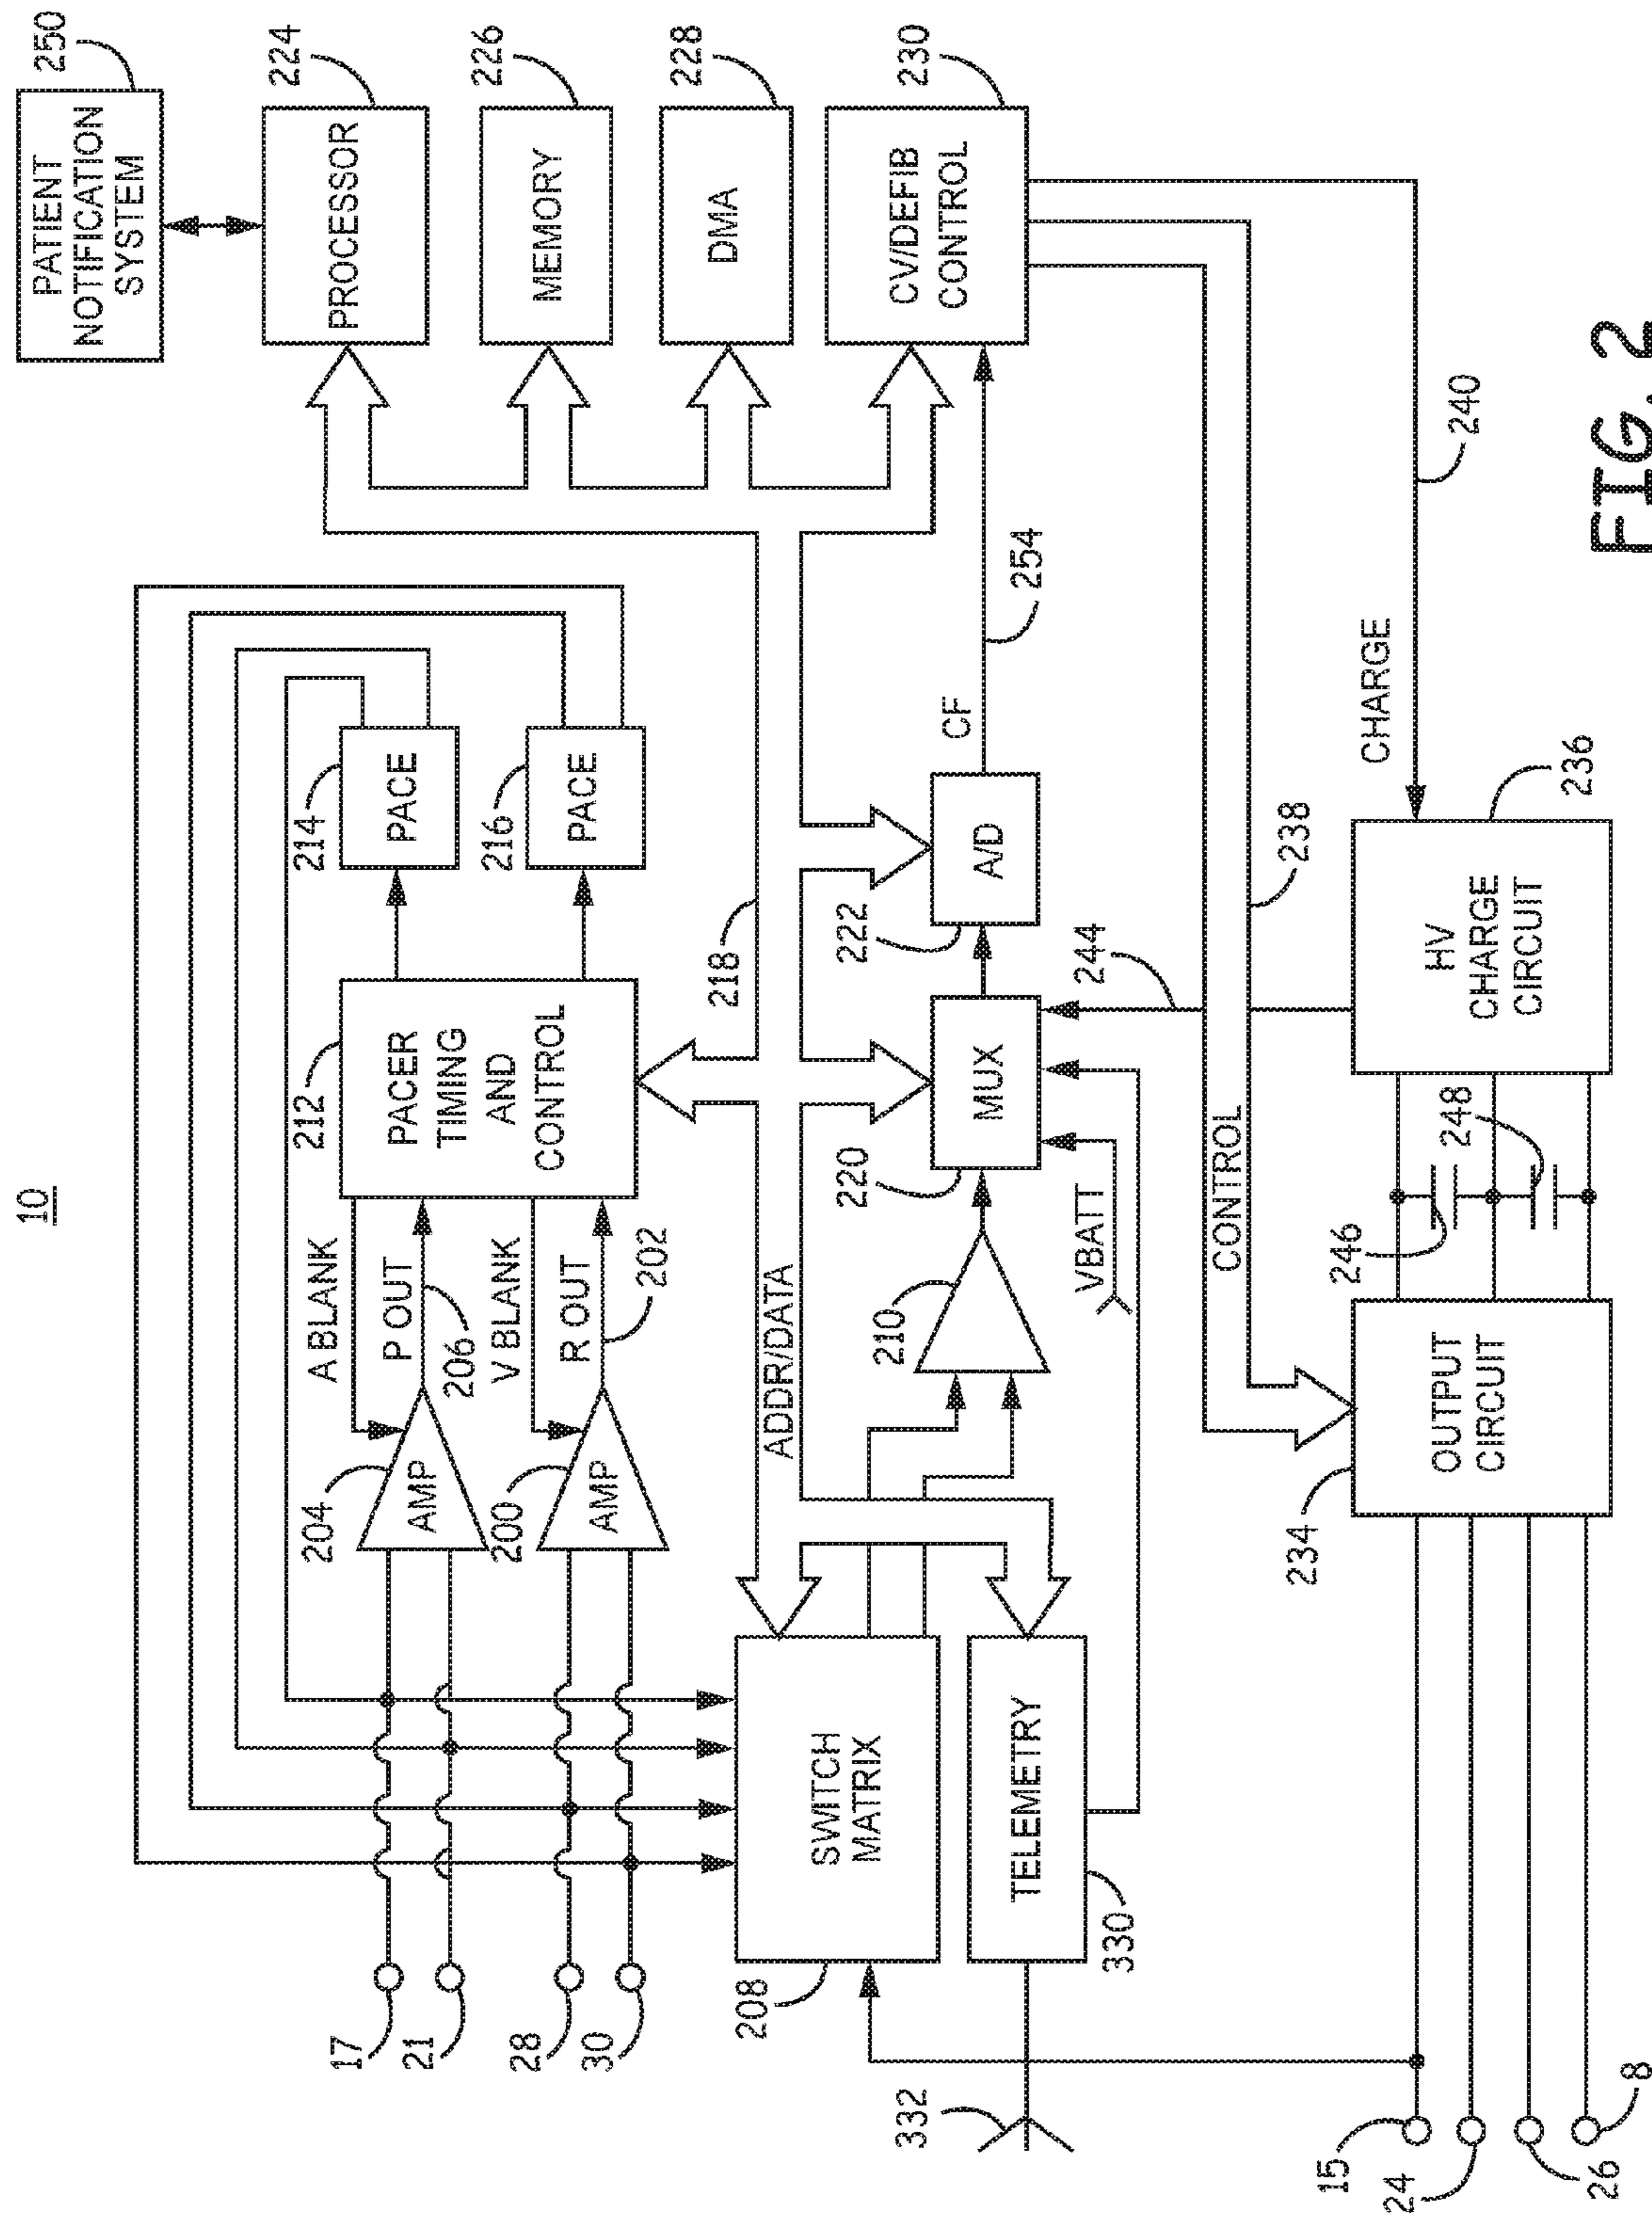 10
PATIENT
NOTIFICATION
SYSTEM
250
PROCESSOR
224
MEMORY
226
DMA
228
CV/DEFIB
CONTROL
230
17
21
28
30
204
AMP
200
AMP
A BLANK
P OUT
206
V BLANK
R OUT
202
212
PACER
TIMING
AND
CONTROL
214
PACE
216
PACE
218
ADDR/DATA
208
SWITCH
MATRIX
TELEMETRY
330
332
210
220
MUX
222
A/D
CF
254
VBATT
244
CONTROL
238
CHARGE
240
15
24
26
8
234
OUTPUT
CIRCUIT
246
248
HV
CHARGE
CIRCUIT
236
FIG. 2